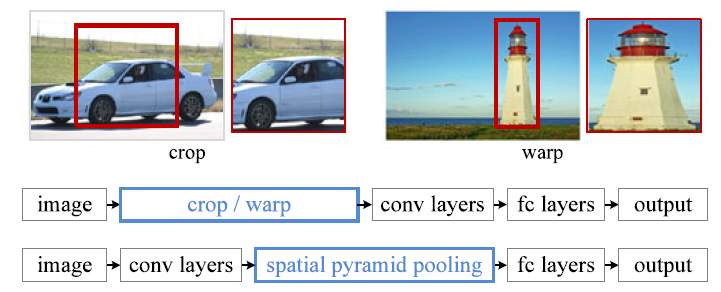 crop
warp
image
crop / warp
conv layers
fc layers
output
image
conv layers
spatial pyramid pooling
fc layers
output